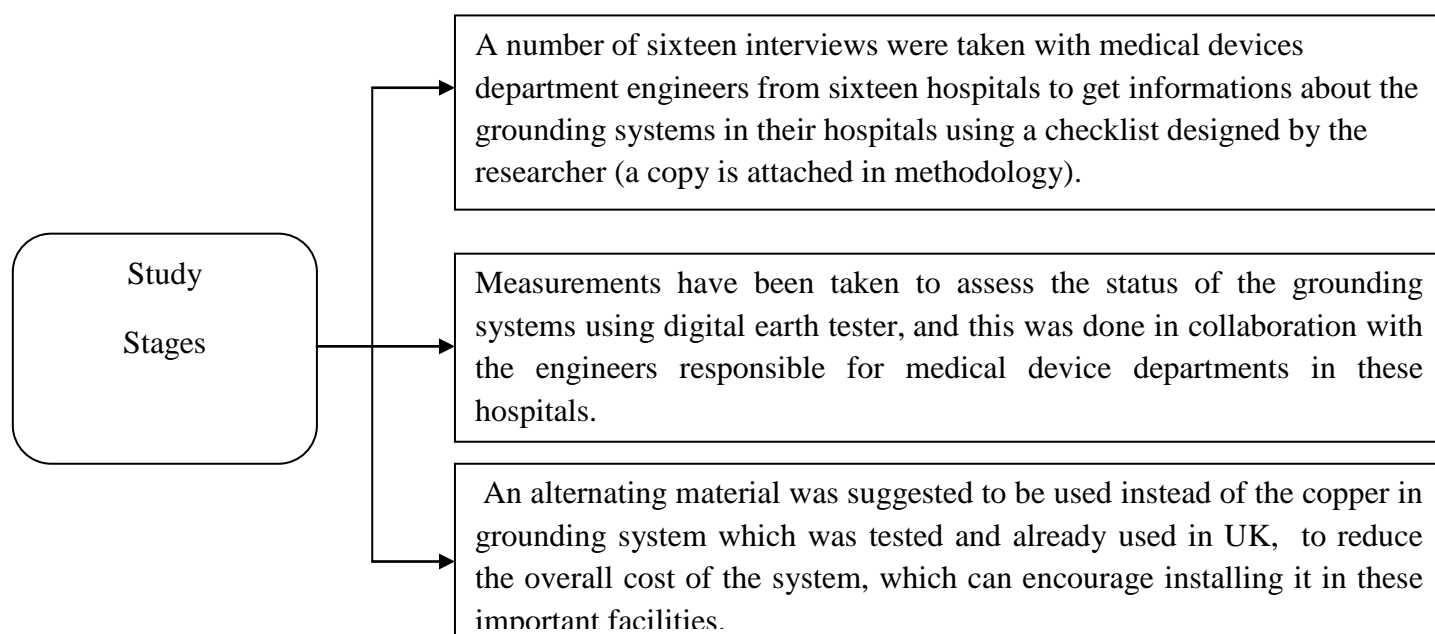 Study
Stages
A number of sixteen interviews were taken with medical devices
department engineers from sixteen hospitals to get informations about the
grounding systems in their hospitals using a checklist designed by the
researcher (a copy is attached in methodology).
Measurements have been taken to assess the status of the grounding
systems using digital earth tester, and this was done in collaboration with
the engineers responsible for medical device departments in these
hospitals.
An alternating material was suggested to be used instead of the copper in
grounding system which was tested and already used in UK, to reduce
the overall cost of the system, which can encourage installing it in these
important facilities.